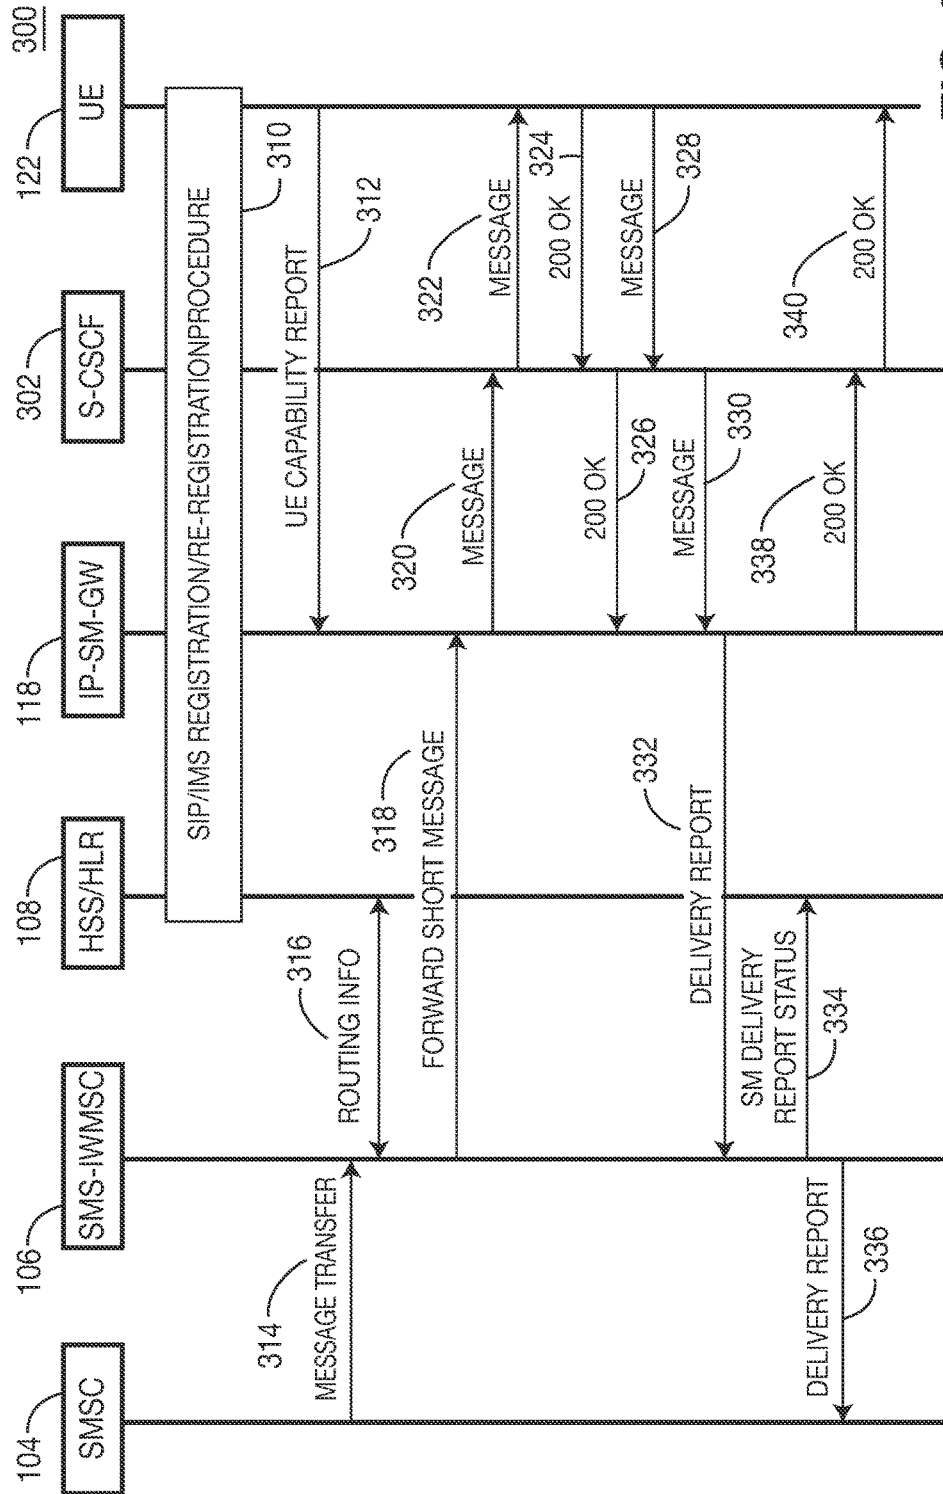 300
104
106
108
118
302
122
SMSC
SMS-IWMSC
HSS/HLR
IP-SM-GW
S-CSCF
UE
SIP/IMS REGISTRATION/RE-REGISTRATIONPROCEDURE
310
UE CAPABILITY REPORT
312
314
MESSAGE TRANSFER
316
ROUTING INFO
318
FORWARD SHORT MESSAGE
320
MESSAGE
322
MESSAGE
324
200 OK
200 OK
326
MESSAGE
328
MESSAGE
330
332
DELIVERY REPORT
SM DELIVERY
REPORT STATUS
334
DELIVERY REPORT
336
338
200 OK
340
200 OK